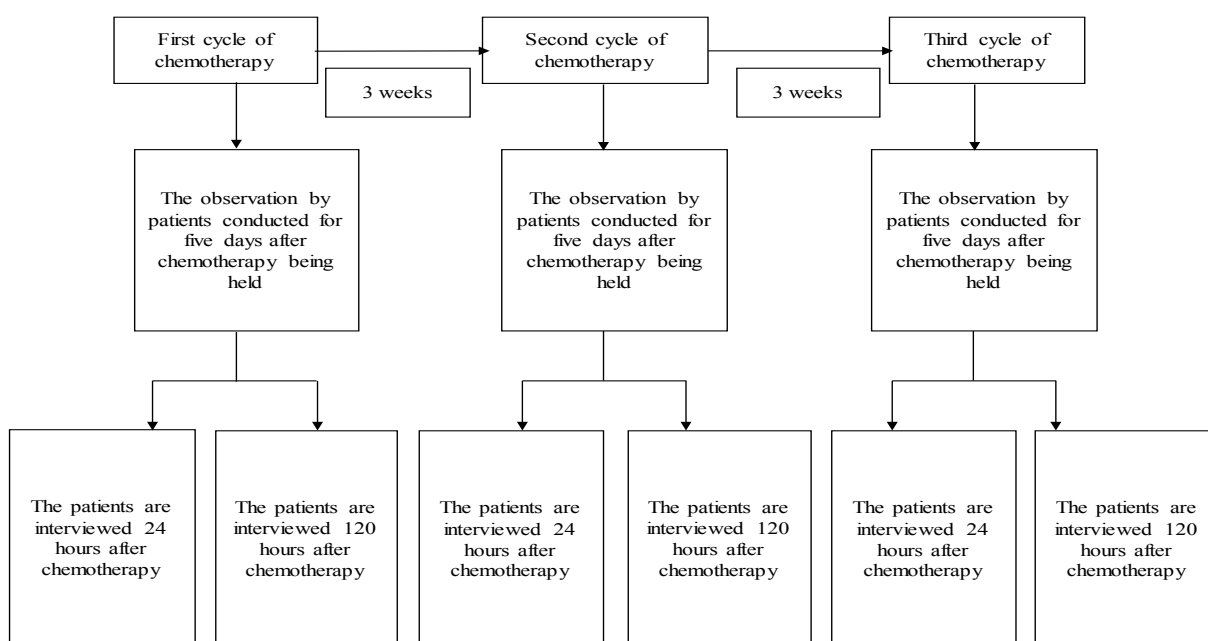 First cycle of
chemotherapy
Second cycle of
chemotherapy
Third cycle of
chemotherapy
3 weeks
3 weeks
The observation by
patients conducted for
five days after
chemotherapy being
held
The observation by
patients conducted for
five days after
chemotherapy being
held
The observation by
patients conducted for
five days after
chemotherapy being
held
The patients are
interviewed 24
hours after
chemotherapy
The patients are
interviewed 120
hours after
chemotherapy
The patients are
interviewed 24
hours after
chemotherapy
The patients are
interviewed 120
hours after
chemotherapy
The patients are
interviewed 24
hours after
chemotherapy
The patients are
interviewed 120
hours after
chemotherapy